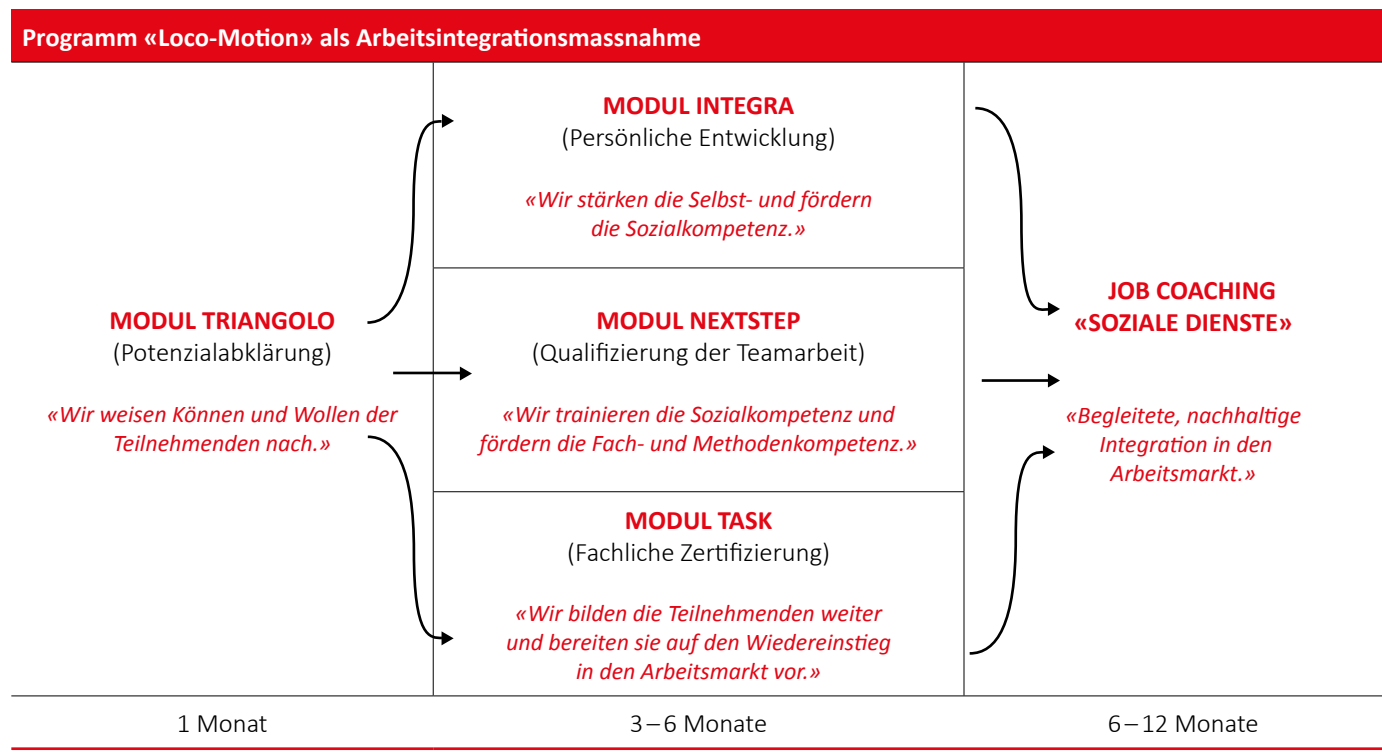 Programm «Loco-Motion» als Arbeitsintegrationsmassnahme
MODUL TRIANGOLO
(Potenzialabklärung)
«Wir weisen Können und Wollen der
Teilnehmenden nach.»
MODUL INTEGRA
(Persönliche Entwicklung)
«Wir stärken die Selbst- und fördern
die Sozialkompetenz.»
MODUL NEXTSTEP
(Qualifizierung der Teamarbeit)
«Wir trainieren die Sozialkompetenz und
fördern die Fach- und Methodenkompetenz.»
MODUL TASK
(Fachliche Zertifizierung)
«Wir bilden die Teilnehmenden weiter
und bereiten sie auf den Wiedereinstieg
in den Arbeitsmarkt vor.»
JOB COACHING
«SOZIALE DIENSTE»
«Begleitete, nachhaltige
Integration in den
Arbeitsmarkt.»
1 Monat
3–6 Monate
6–12 Monate